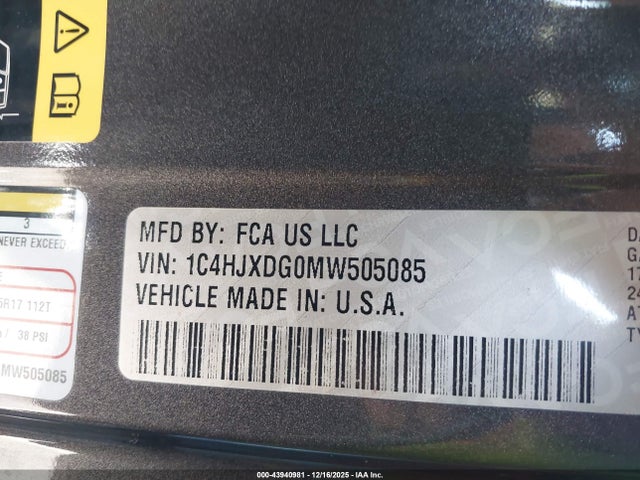 3
NEVER EXCEED
5R17 112T
/ 38 PSI
MW505085
MFD BY: FCA US LLC
VIN: 1C4HJXDG0MW505085
VEHICLE MADE IN: U.S.A.
000-43940981 - 12/16/2025 - IAA Inc.